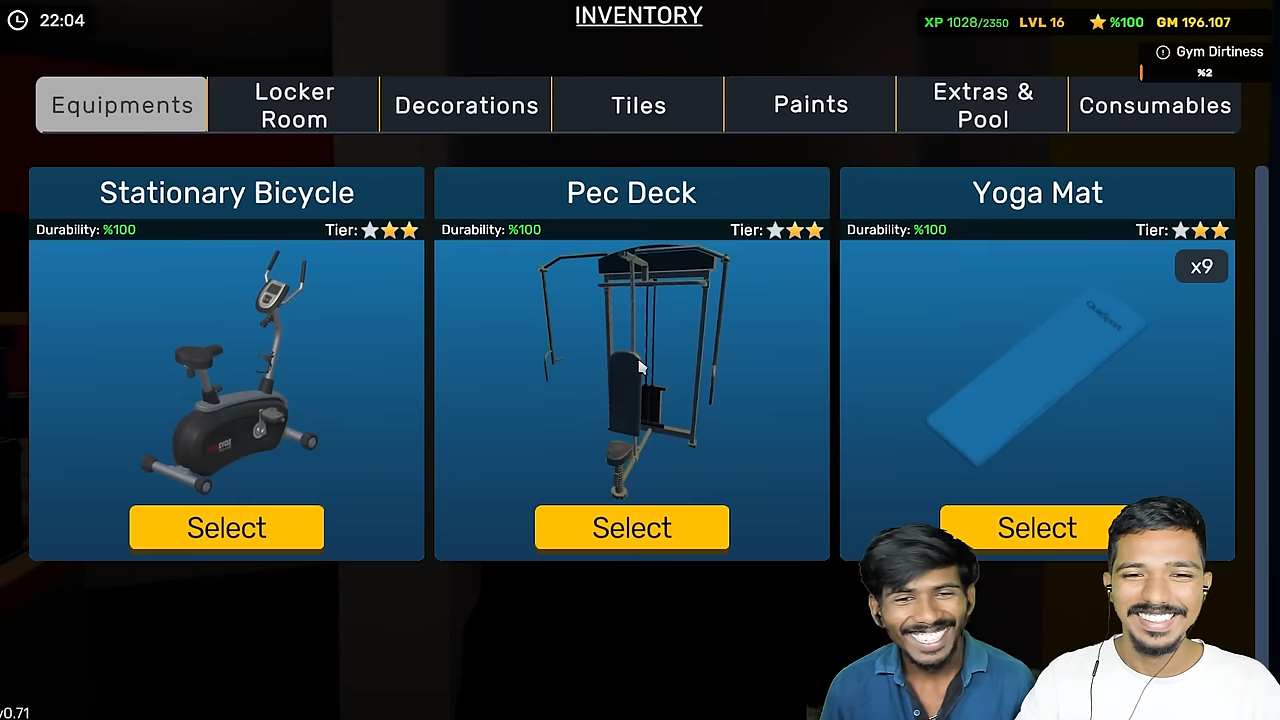 22:04
INVENTORY
XP 1028/2350 LVL 16 %100 GM 196.107
Gym Dirtiness
%2
Equipments
Locker
Room
Decorations
Tiles
Paints
Extras &
Pool
Consumables
Stationary Bicycle
Durability: %100 Tier:
Select
Pec Deck
Durability: %100 Tier:
Select
Yoga Mat
Durability: %100 Tier:
x9
Select
v0.71